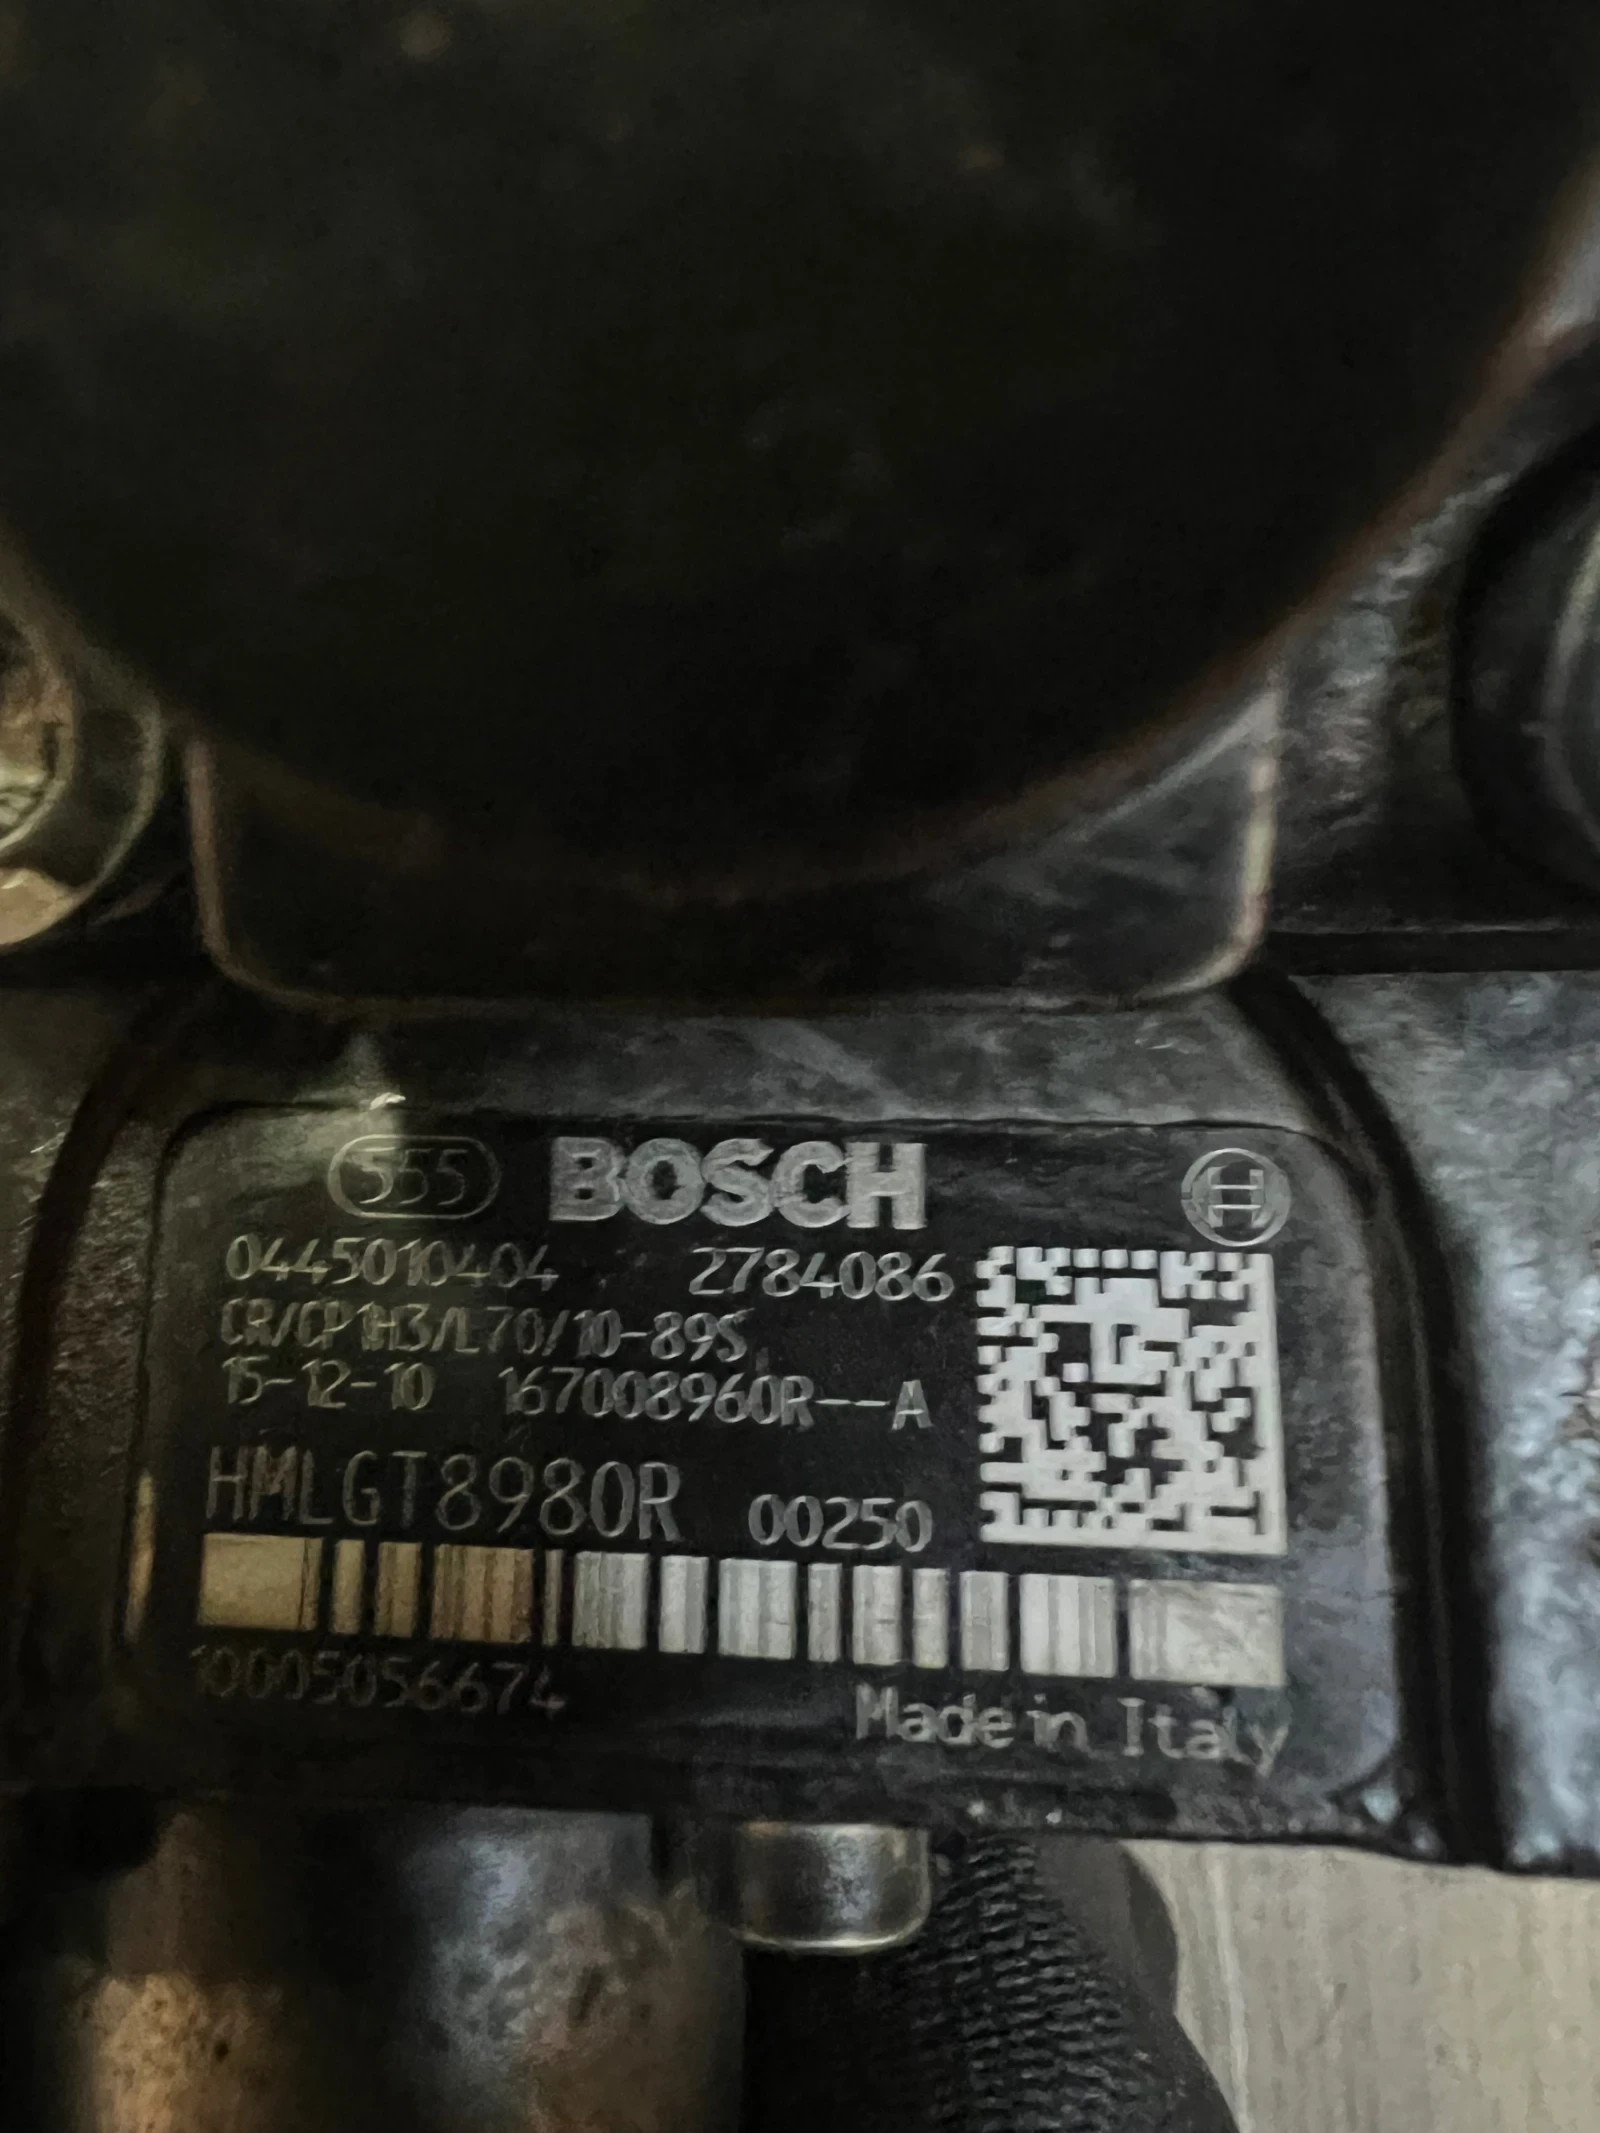 555 BOSCH
0445010404 2784086
CR/CP1H3/L70/10-89S
15-12-10 167008960R--A
HMLGT8980R 00250
10005056674
Made in Italy